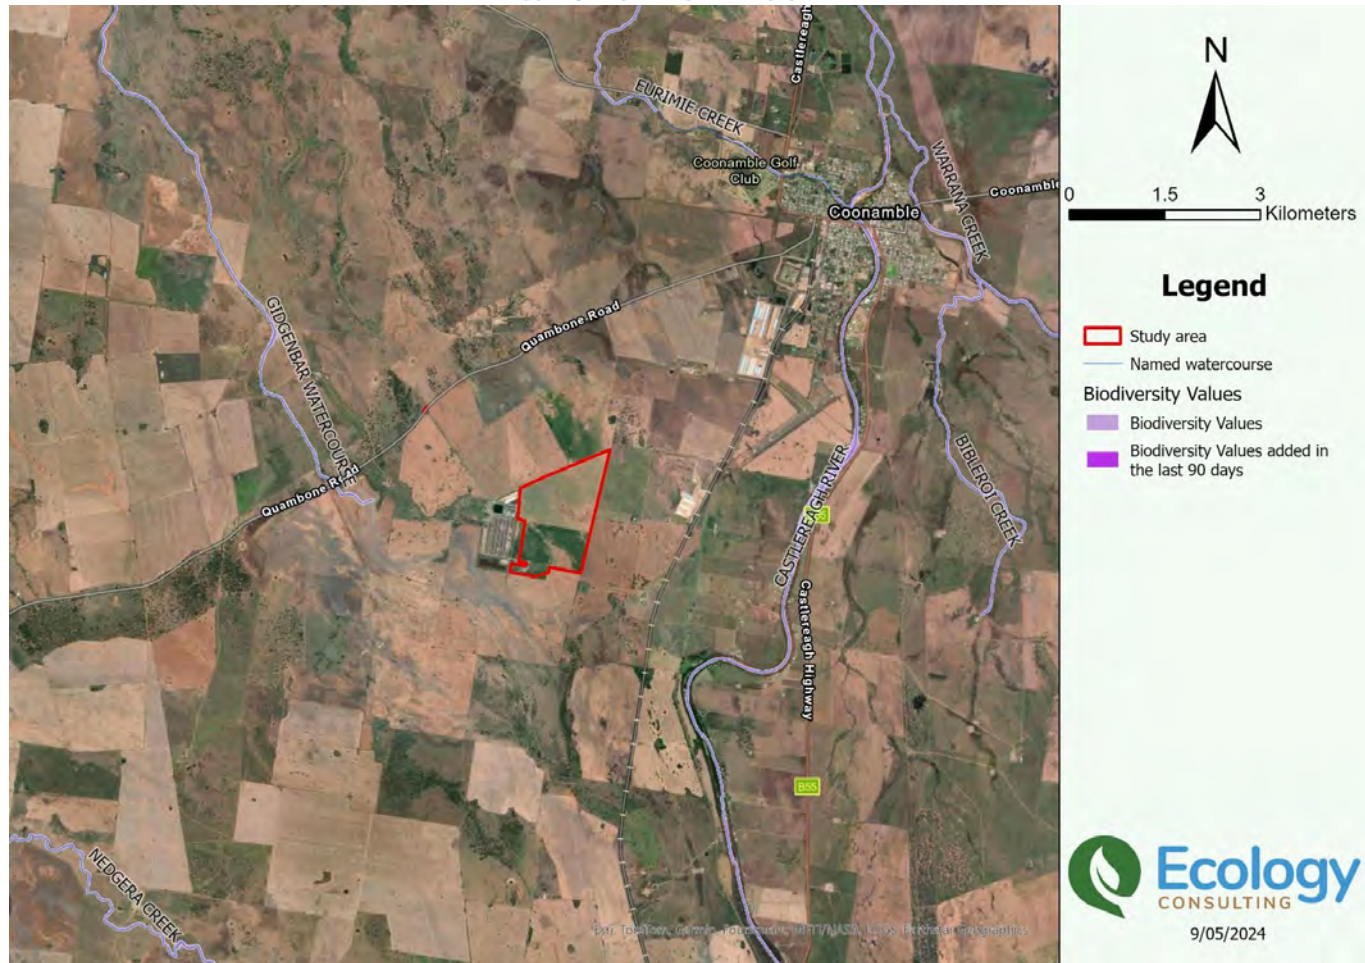 Castlereagh
EURIMIE CREEK
Coonamble Golf
Club
WARRANA CREEK
Coonamble
Coonamble
Quambone Road
GIDGENBAR WATERCOURSE
Quambone Road
BIBLEROI CREEK
CASTLEREAGH RIVER
Castlereagh Highway
B55
NEDGERA CREEK
N
0 1.5 3
Kilometers
Legend
Study area
Named watercourse
Biodiversity Values
Biodiversity Values
Biodiversity Values added in
the last 90 days
Ecology
CONSULTING
9/05/2024